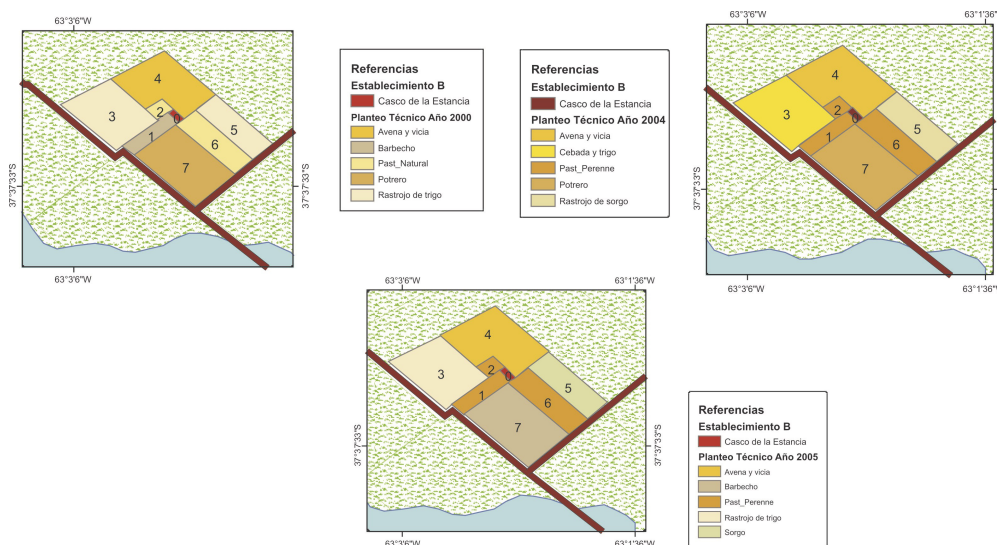 63°3'6"W
37°37'33"S
4
3
2
0
1
5
6
7
63°3'6"W
Referencias
Establecimiento B
Casco de la Estancia
Planteo Técnico Año 2000
Avena y vicia
Barbecho
Past_Natural
Potrero
Rastrojo de trigo
Referencias
Establecimiento B
Casco de la Estancia
Planteo Técnico Año 2004
Avena y vicia
Cebada y trigo
Past_Perenne
Potrero
Rastrojo de sorgo
63°3'6"W
63°1'36"W
37°37'33"S
4
3
2
0
1
5
6
7
37°37'33"S
63°3'6"W
63°1'36"W
63°3'6"W
63°1'36"W
37°37'33"S
4
3
2
0
1
5
6
7
37°37'33"S
63°3'6"W
63°1'36"W
Referencias
Establecimiento B
Casco de la Estancia
Planteo Técnico Año 2005
Avena y vicia
Barbecho
Past_Perenne
Rastrojo de trigo
Sorgo